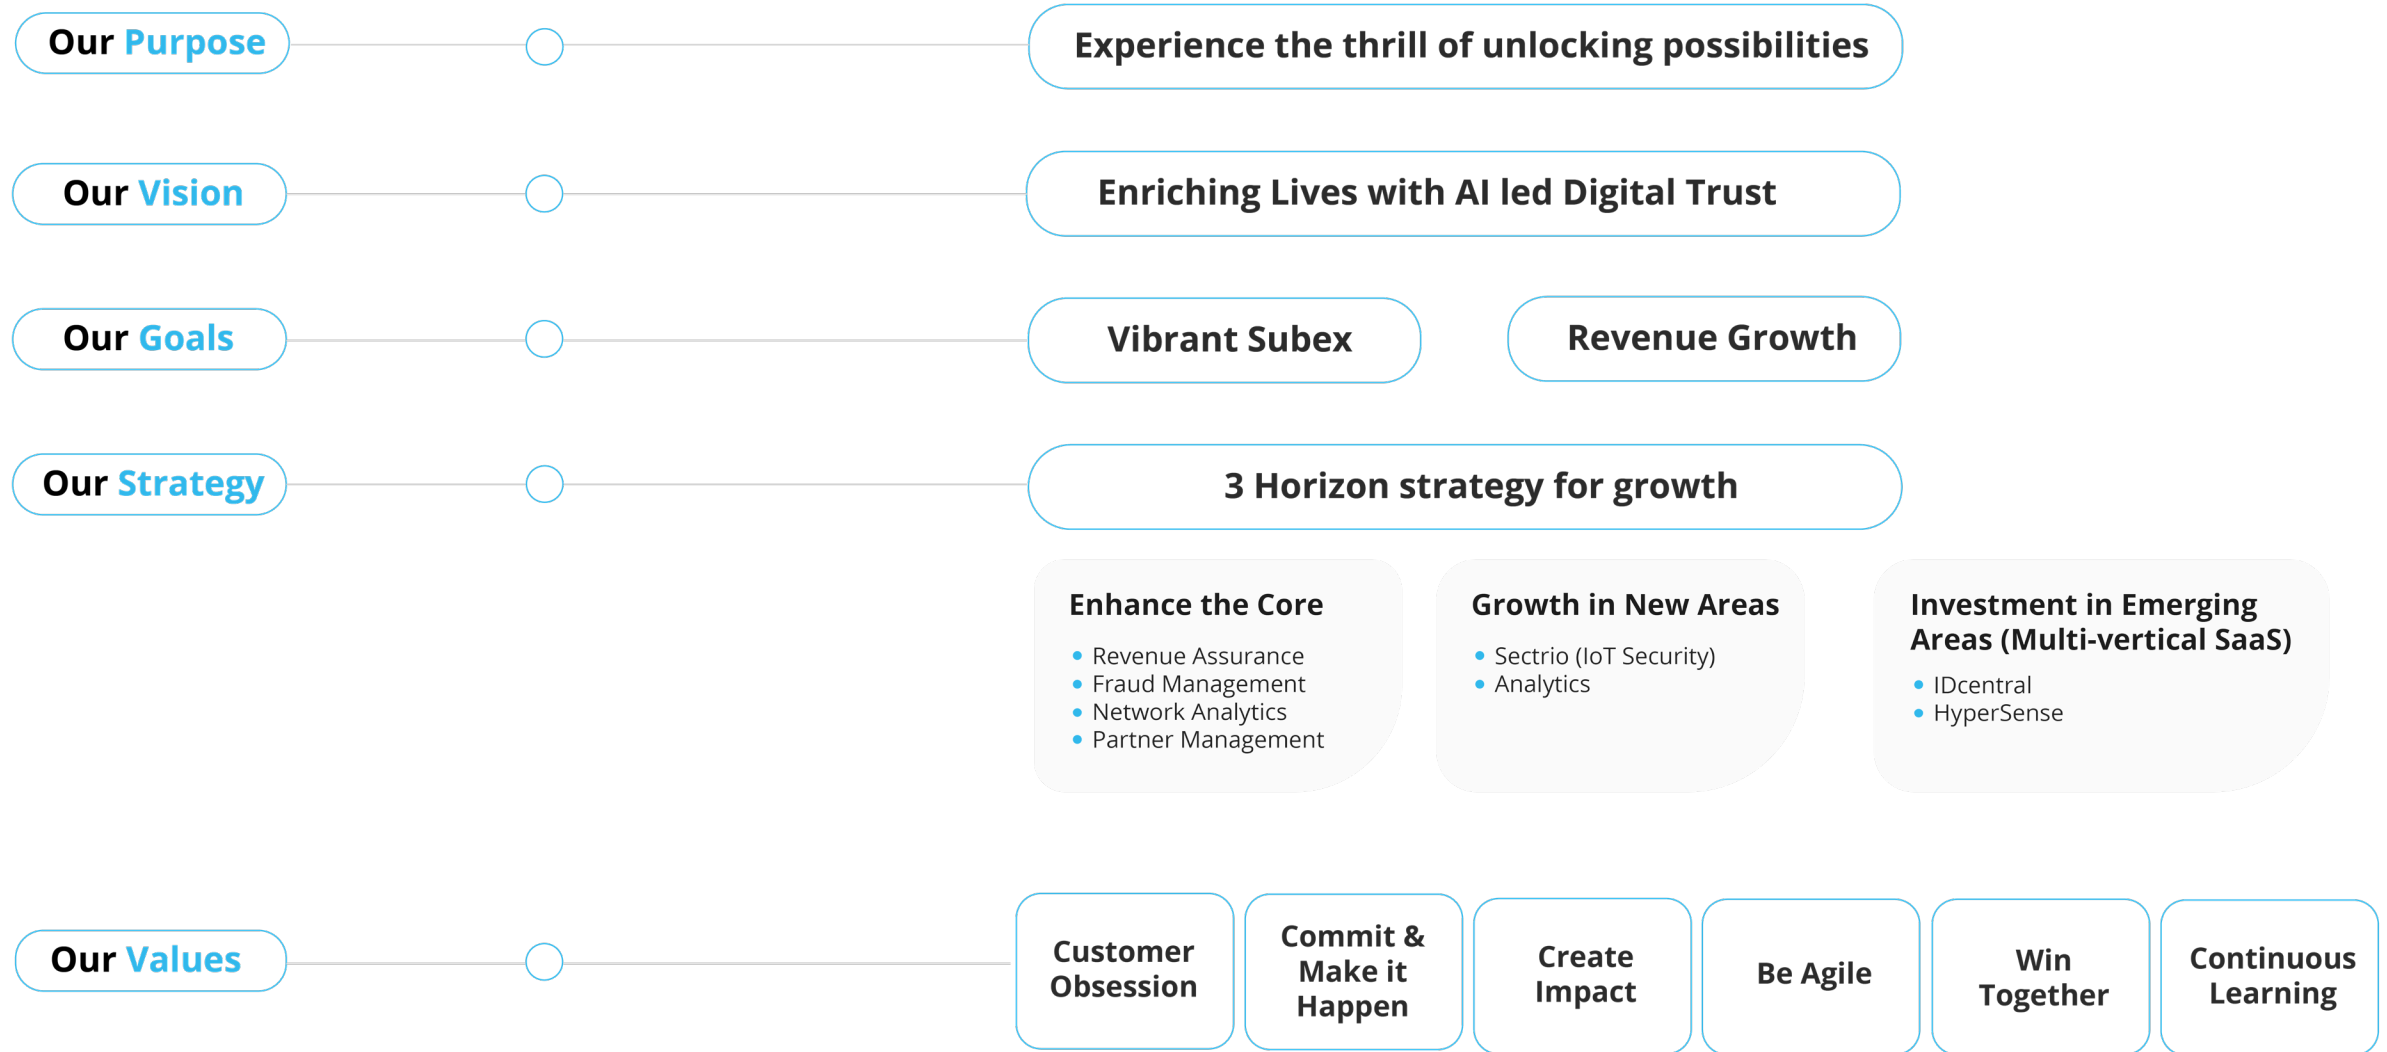 Our Purpose
Experience the thrill of unlocking possibilities
Our Vision
Enriching Lives with AI led Digital Trust
Our Goals
Vibrant Subex
Revenue Growth
Our Strategy
3 Horizon strategy for growth
Enhance the Core
Revenue Assurance
Fraud Management
Network Analytics
Partner Management
Growth in New Areas
Sectrio (IoT Security)
Analytics
Investment in Emerging
Areas (Multi-vertical SaaS)
IDcentral
HyperSense
Our Values
Customer
Obsession
Commit &
Make it
Happen
Create
Impact
Be Agile
Win
Together
Continuous
Learning